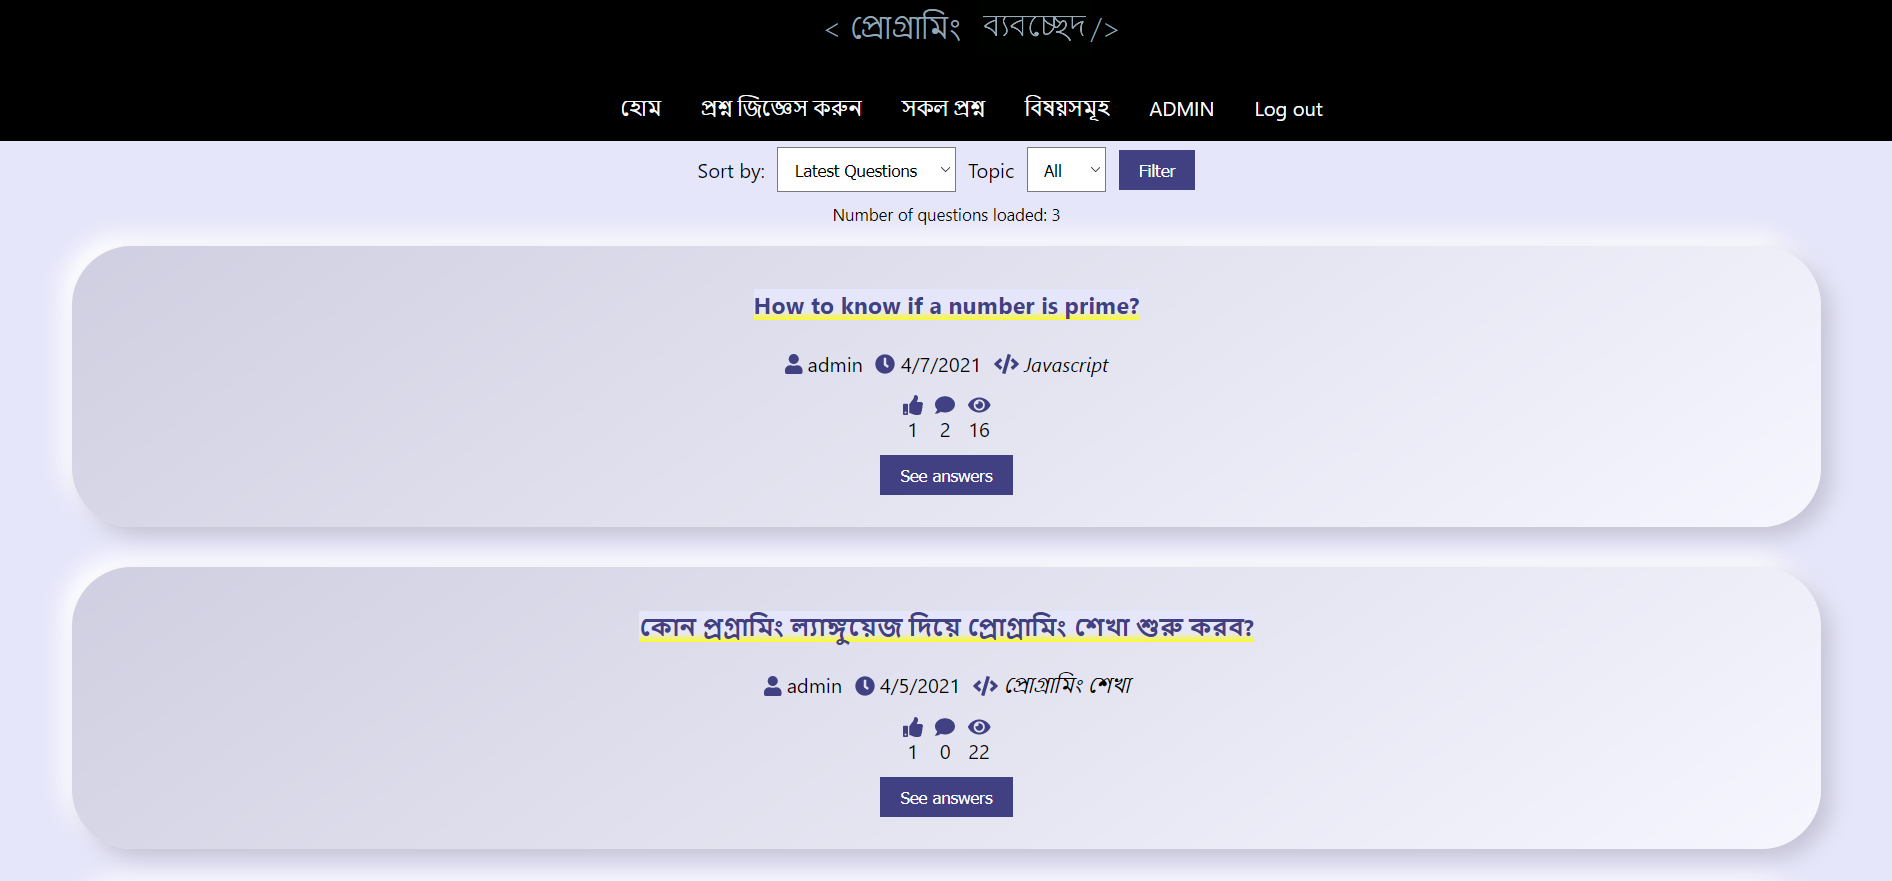 < প্রোগ্রামিং ব্যবচ্ছেদ />
হোম প্রশ্ন জিজ্ঞেস করুন সকল প্রশ্ন বিষয়সমূহ ADMIN Log out
Sort by: Latest Questions Topic All Filter
Number of questions loaded: 3
How to know if a number is prime?
admin 4/7/2021 Javascript
1 2 16
See answers
কোন প্রগ্রামিং ল্যাঙ্গুয়েজ দিয়ে প্রোগ্রামিং শেখা শুরু করব?
admin 4/5/2021 প্রোগ্রামিং শেখা
1 0 22
See answers